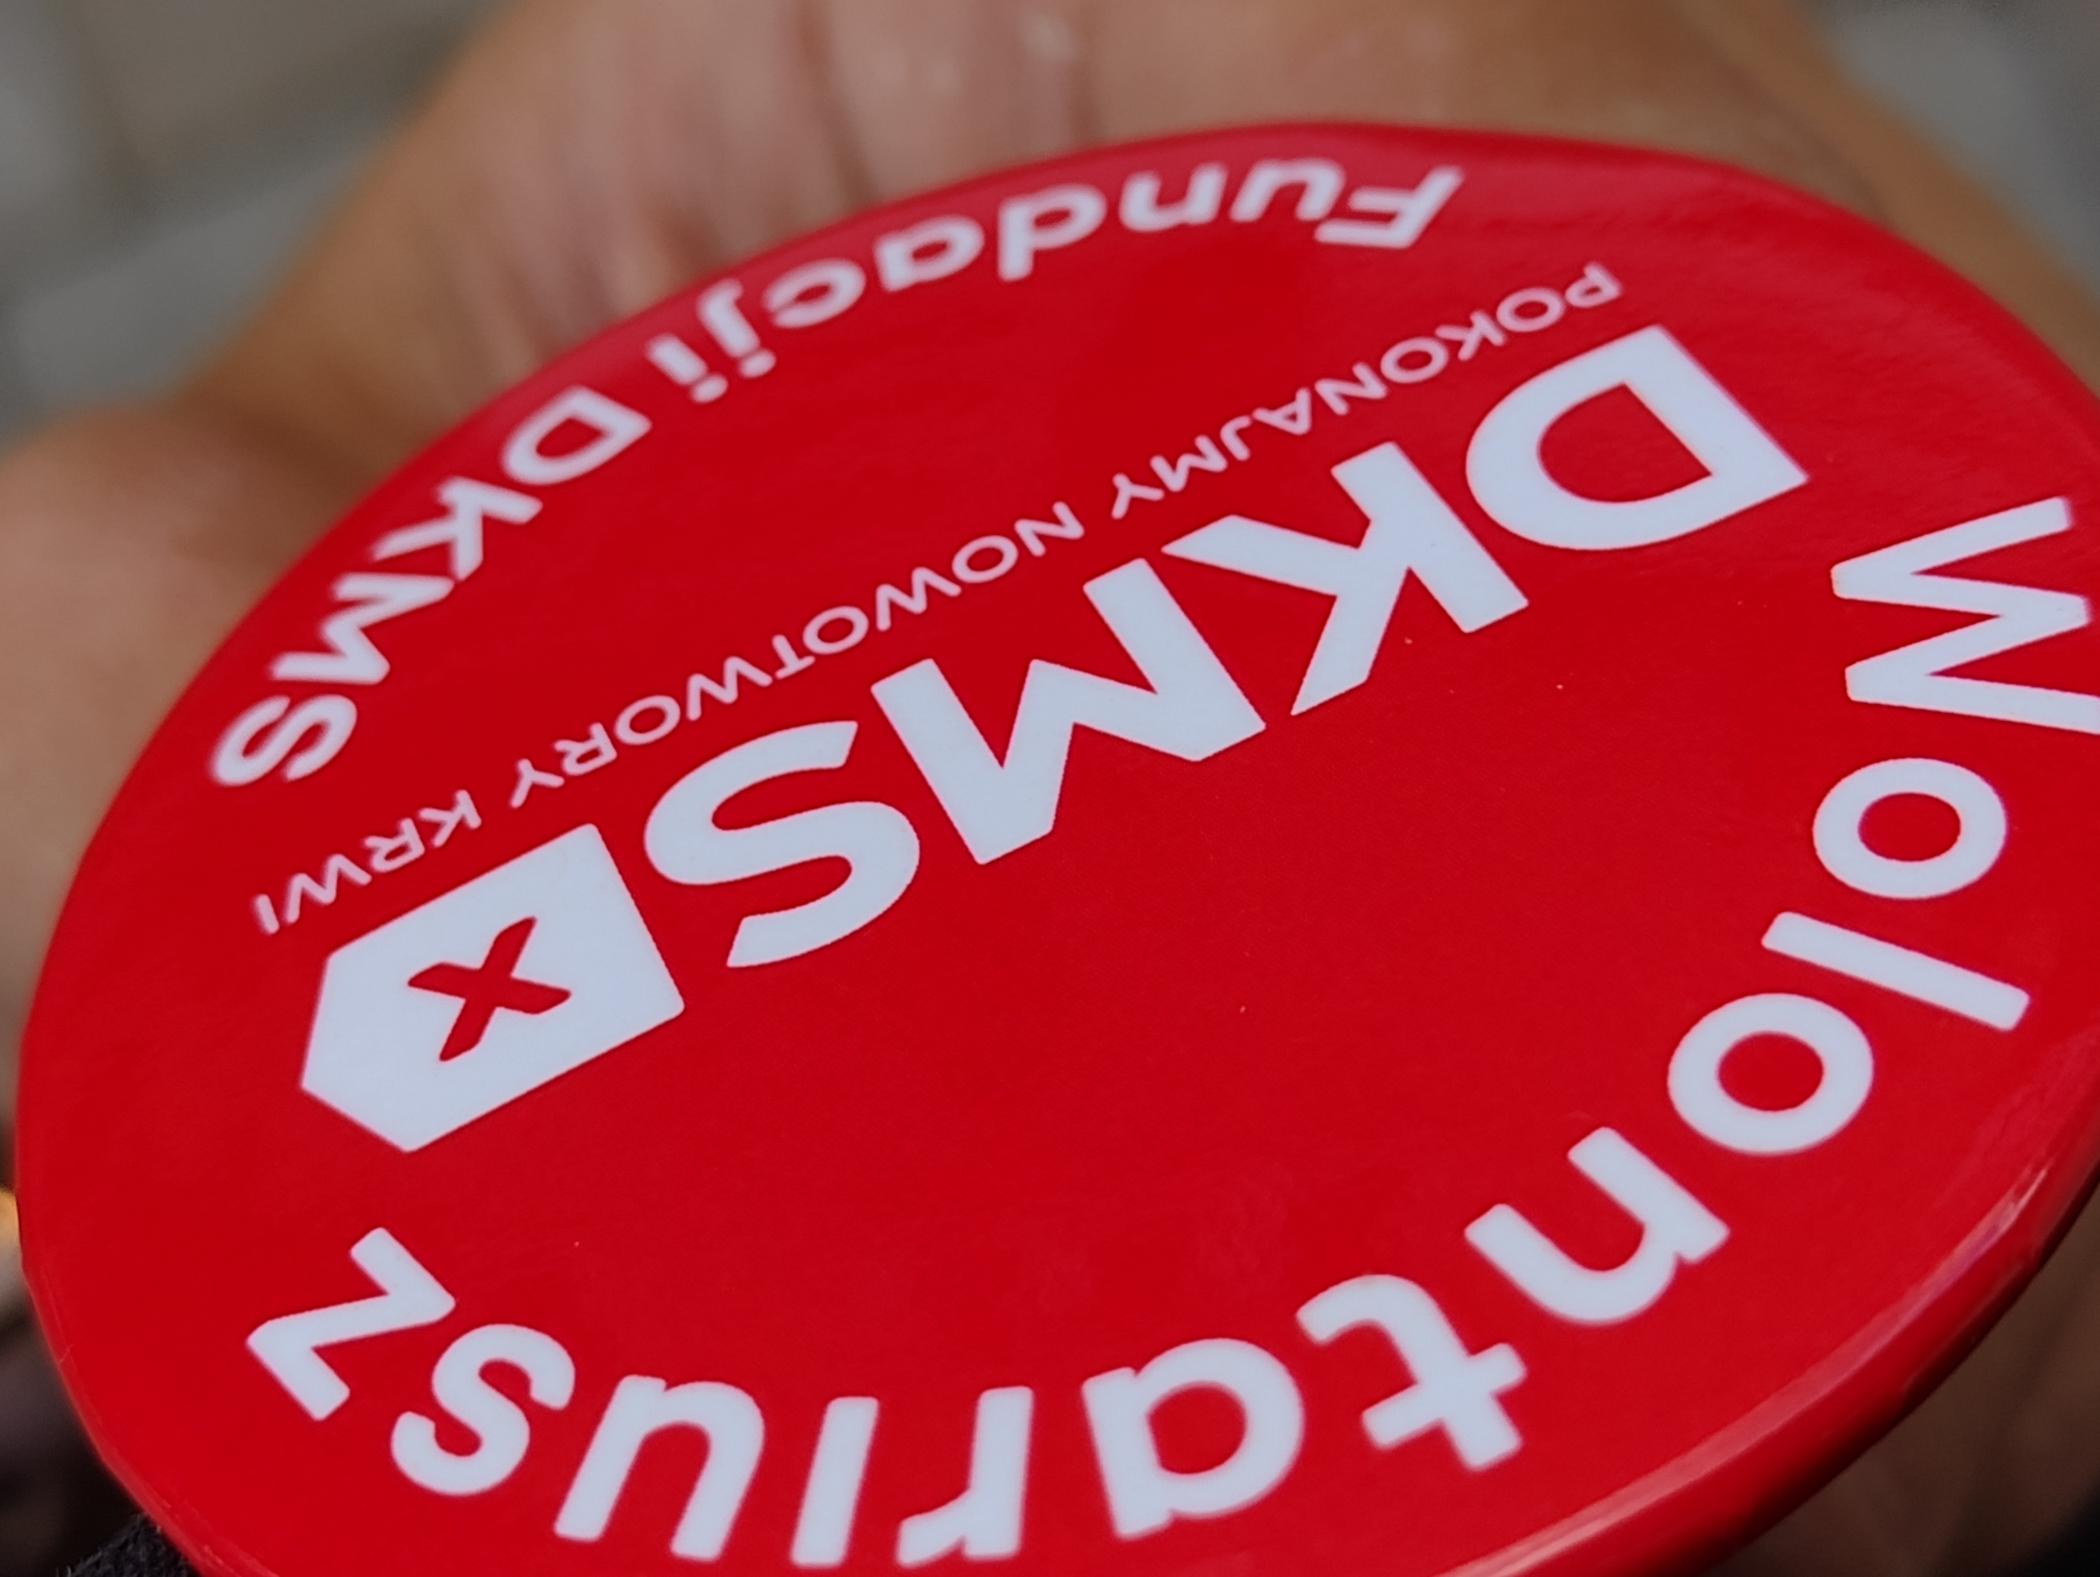 Wolontariusz
DKMS x
POKONAJMY NOWOTWORY KRWI
Fundacji DKMS